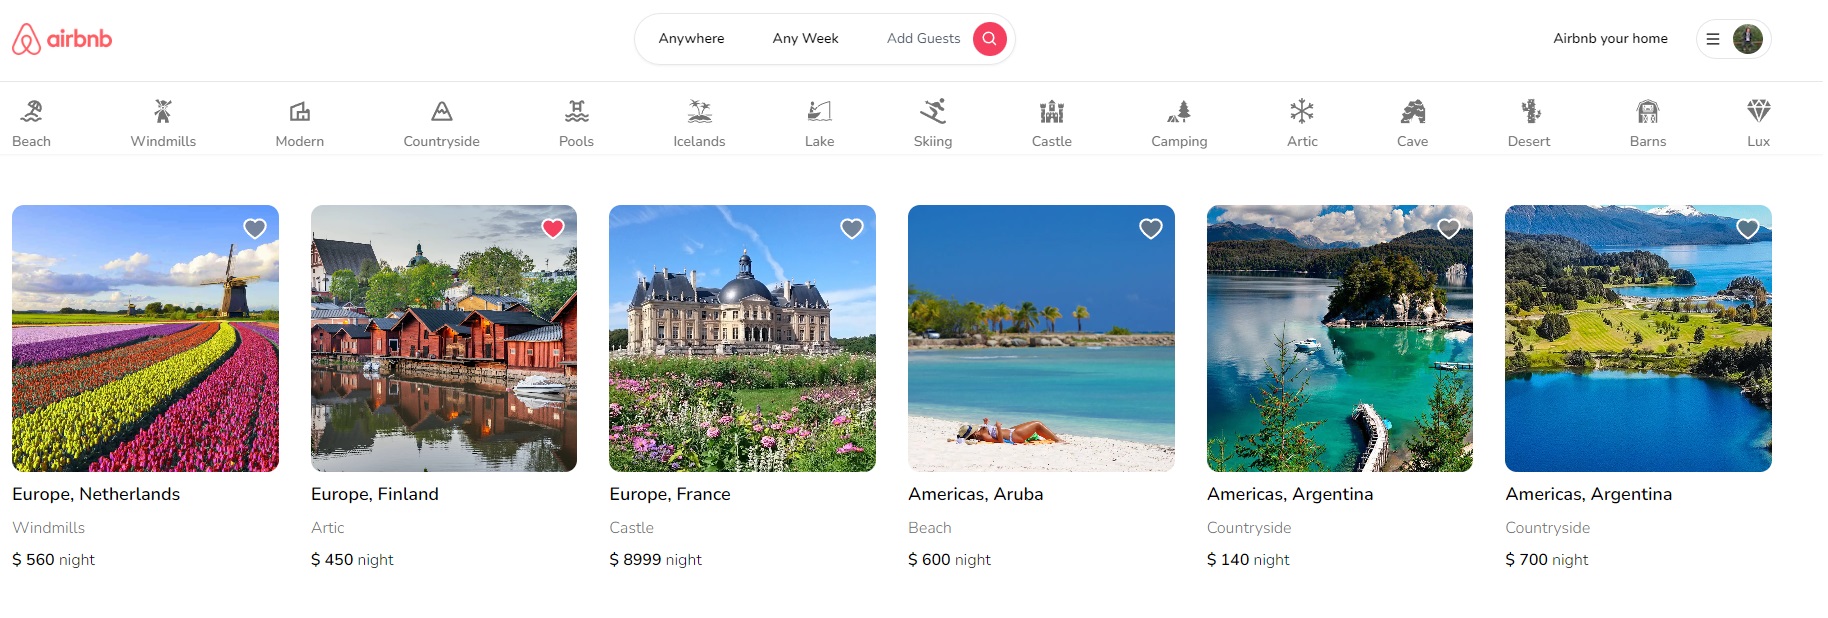 airbnb
Anywhere Any Week Add Guests
Airbnb your home
Beach Windmills Modern Countryside Pools Icelands Lake Skiing Castle Camping Artic Cave Desert Barns Lux
Europe, Netherlands
Windmills
$ 560 night
Europe, Finland
Artic
$ 450 night
Europe, France
Castle
$ 8999 night
Americas, Aruba
Beach
$ 600 night
Americas, Argentina
Countryside
$ 140 night
Americas, Argentina
Countryside
$ 700 night